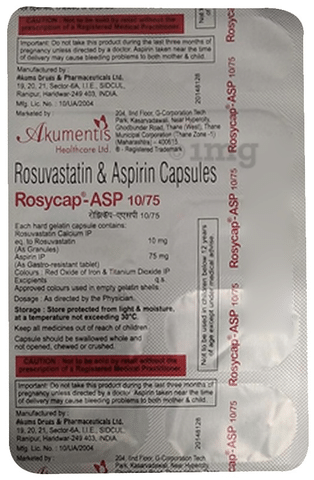 CAUTION : Not to be sold by retail without the
prescription of a Registered Medical Practitioner.
Important: Do not take this product during the last three months of
pregnancy unless directed by a doctor. Aspirin taken near the time
of delivery may cause bleeding problems to both mother & child.
Manufactured by :
Akums Drugs & Pharmaceuticals Ltd.
19, 20, 21, Sector-6A, I.I.E., SIDCUL,
Ranipur, Haridwar-249 403, INDIA.
Mfg. Lic. No. : 10/UA/2004
20148128
Marketed by :
Akumentis
Healthcare Ltd.
204, IInd Floor, G-Corporation Tech
Park, Kasarvadavali, Near Hypercity,
Ghodbunder Road, Thane (West), Thane
Municipal Corporation (Thane Zone -1)
(Maharashtra) - 400615.
® - Registered Trademark
1mg
Rosuvastatin & Aspirin Capsules
Rosycap®-ASP 10/75
रोज़िकैप-एएसपी 10/75
Each hard gelatin capsule contains:
Rosuvastatin Calcium IP
eq. to Rosuvastatin 10 mg
(As Granules)
Aspirin IP 75 mg
(As Gastro-resistant tablet)
Colours : Red Oxide of Iron & Titanium Dioxide IP
Excipients q.s.
Approved colours used in empty gelatin shells.
Dosage : As directed by the Physician.
Storage : Store protected from light & moisture,
at a temperature not exceeding 30°C.
Keep all medicines out of reach of children
Capsule should be swallowed whole and
not opened, chewed or crushed.
Not to be used in children below 12 years
of age except under medical advise.
Rosycap®-ASP 10/75
Rosycap®-ASP 10/75
CAUTION : Not to be sold by retail without the
prescription of a Registered Medical Practitioner.
Important: Do not take this product during the last three months of
pregnancy unless directed by a doctor. Aspirin taken near the time of
delivery may cause bleeding problems to both mother & child.
Manufactured by :
Akums Drugs & Pharmaceuticals Ltd.
19, 20, 21, Sector-6A, I.I.E., SIDCUL,
Ranipur, Haridwar-249 403, INDIA.
Mfg. Lic. No. : 10/UA/2004
20148128
Marketed by :
204, IInd Floor, G-Corporation Tech
Park, Kasarvadavali, Near Hypercity,